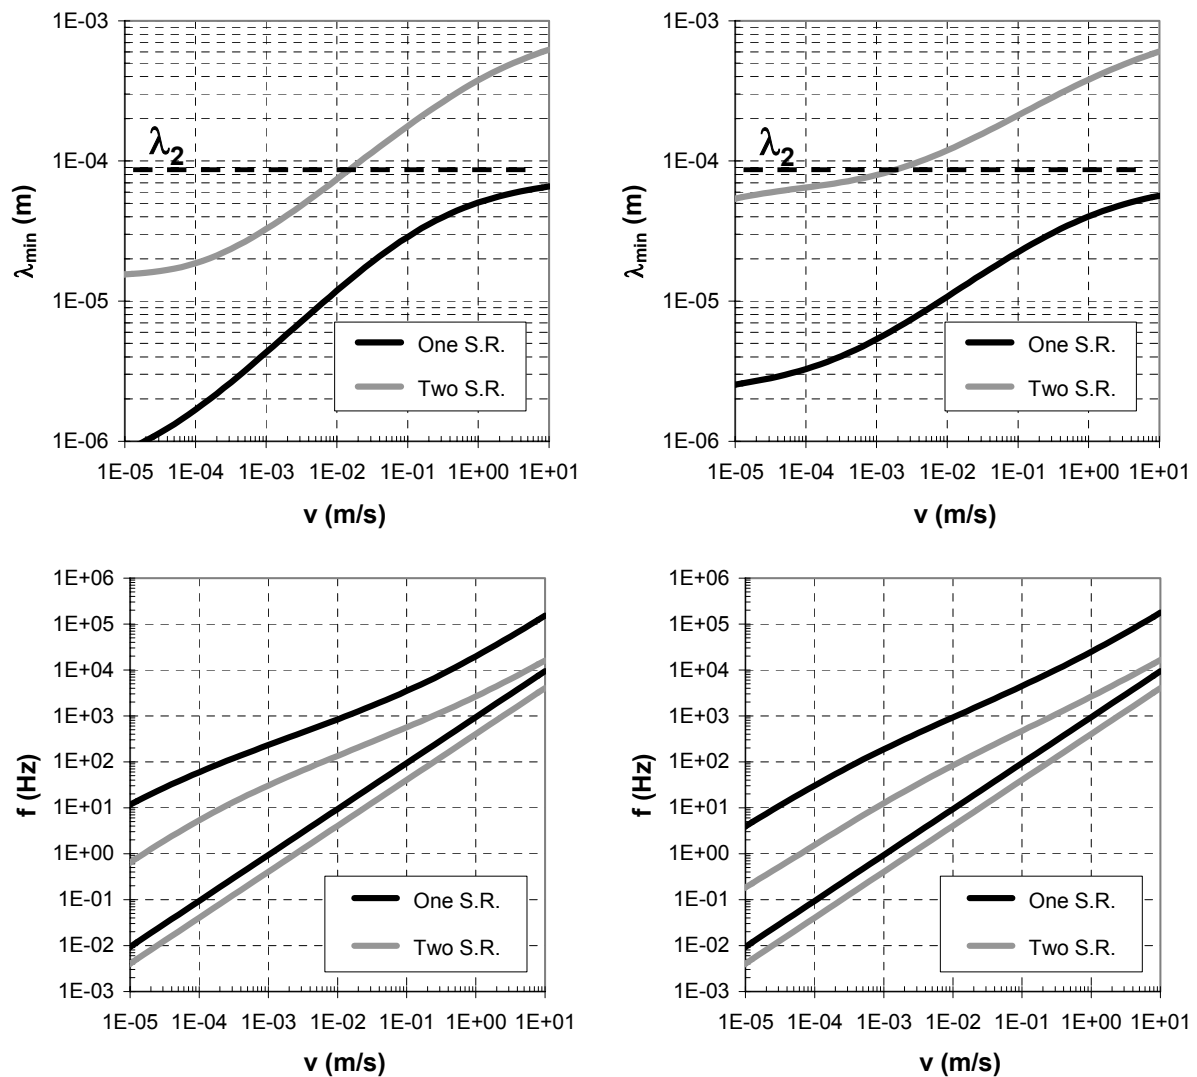 1E-03
1E-04
1E-05
1E-06
λmin (m)
λ2
One S.R.
Two S.R.
1E-05 1E-04 1E-03 1E-02 1E-01 1E+00 1E+01
v (m/s)
1E-03
1E-04
1E-05
1E-06
λmin (m)
λ2
One S.R.
Two S.R.
1E-05 1E-04 1E-03 1E-02 1E-01 1E+00 1E+01
v (m/s)
1E+06
1E+05
1E+04
1E+03
1E+02
1E+01
1E+00
1E-01
1E-02
1E-03
f (Hz)
One S.R.
Two S.R.
1E-05 1E-04 1E-03 1E-02 1E-01 1E+00 1E+01
v (m/s)
1E+06
1E+05
1E+04
1E+03
1E+02
1E+01
1E+00
1E-01
1E-02
1E-03
f (Hz)
One S.R.
Two S.R.
1E-05 1E-04 1E-03 1E-02 1E-01 1E+00 1E+01
v (m/s)